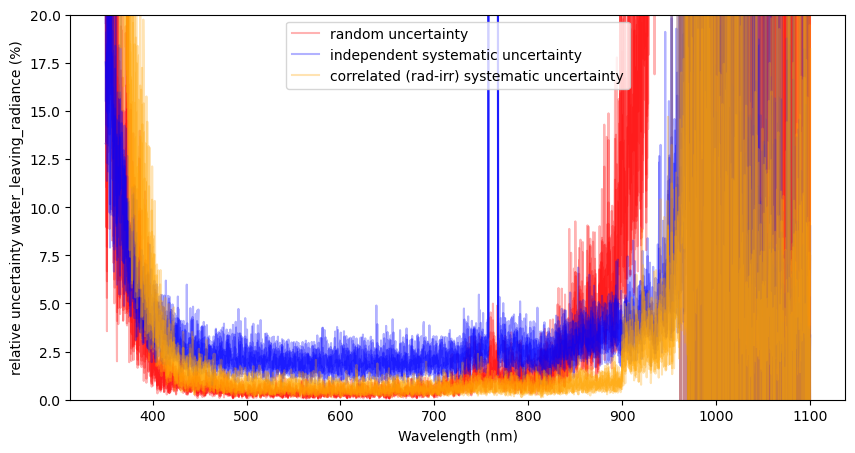 random uncertainty
independent systematic uncertainty
correlated (rad-irr) systematic uncertainty
relative uncertainty water_leaving_radiance (%)
20.0
17.5
15.0
12.5
10.0
7.5
5.0
2.5
0.0
400 500 600 700 800 900 1000 1100
Wavelength (nm)